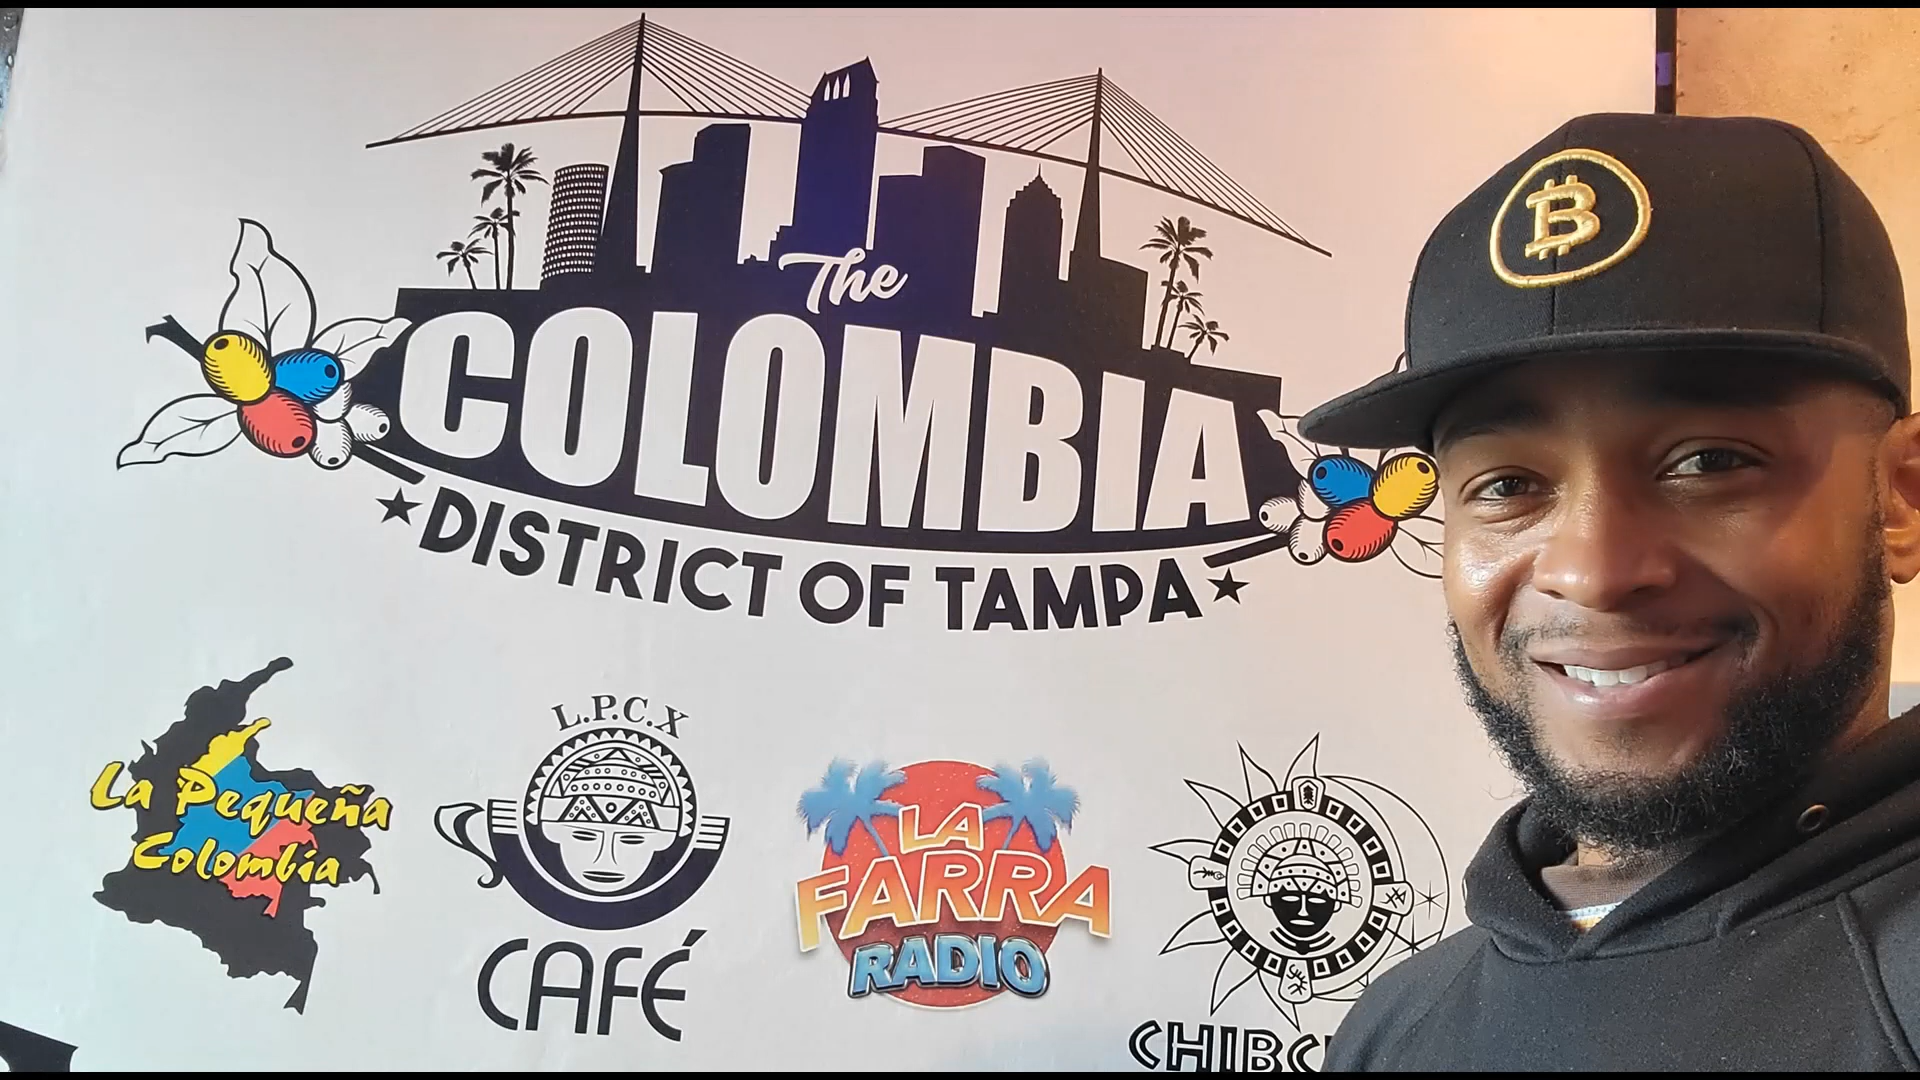 The
COLOMBIA
DISTRICT OF TAMPA
La Pequeña
Colombia
L.P.C.X
CAFÉ
LA
FARRA
RADIO
B